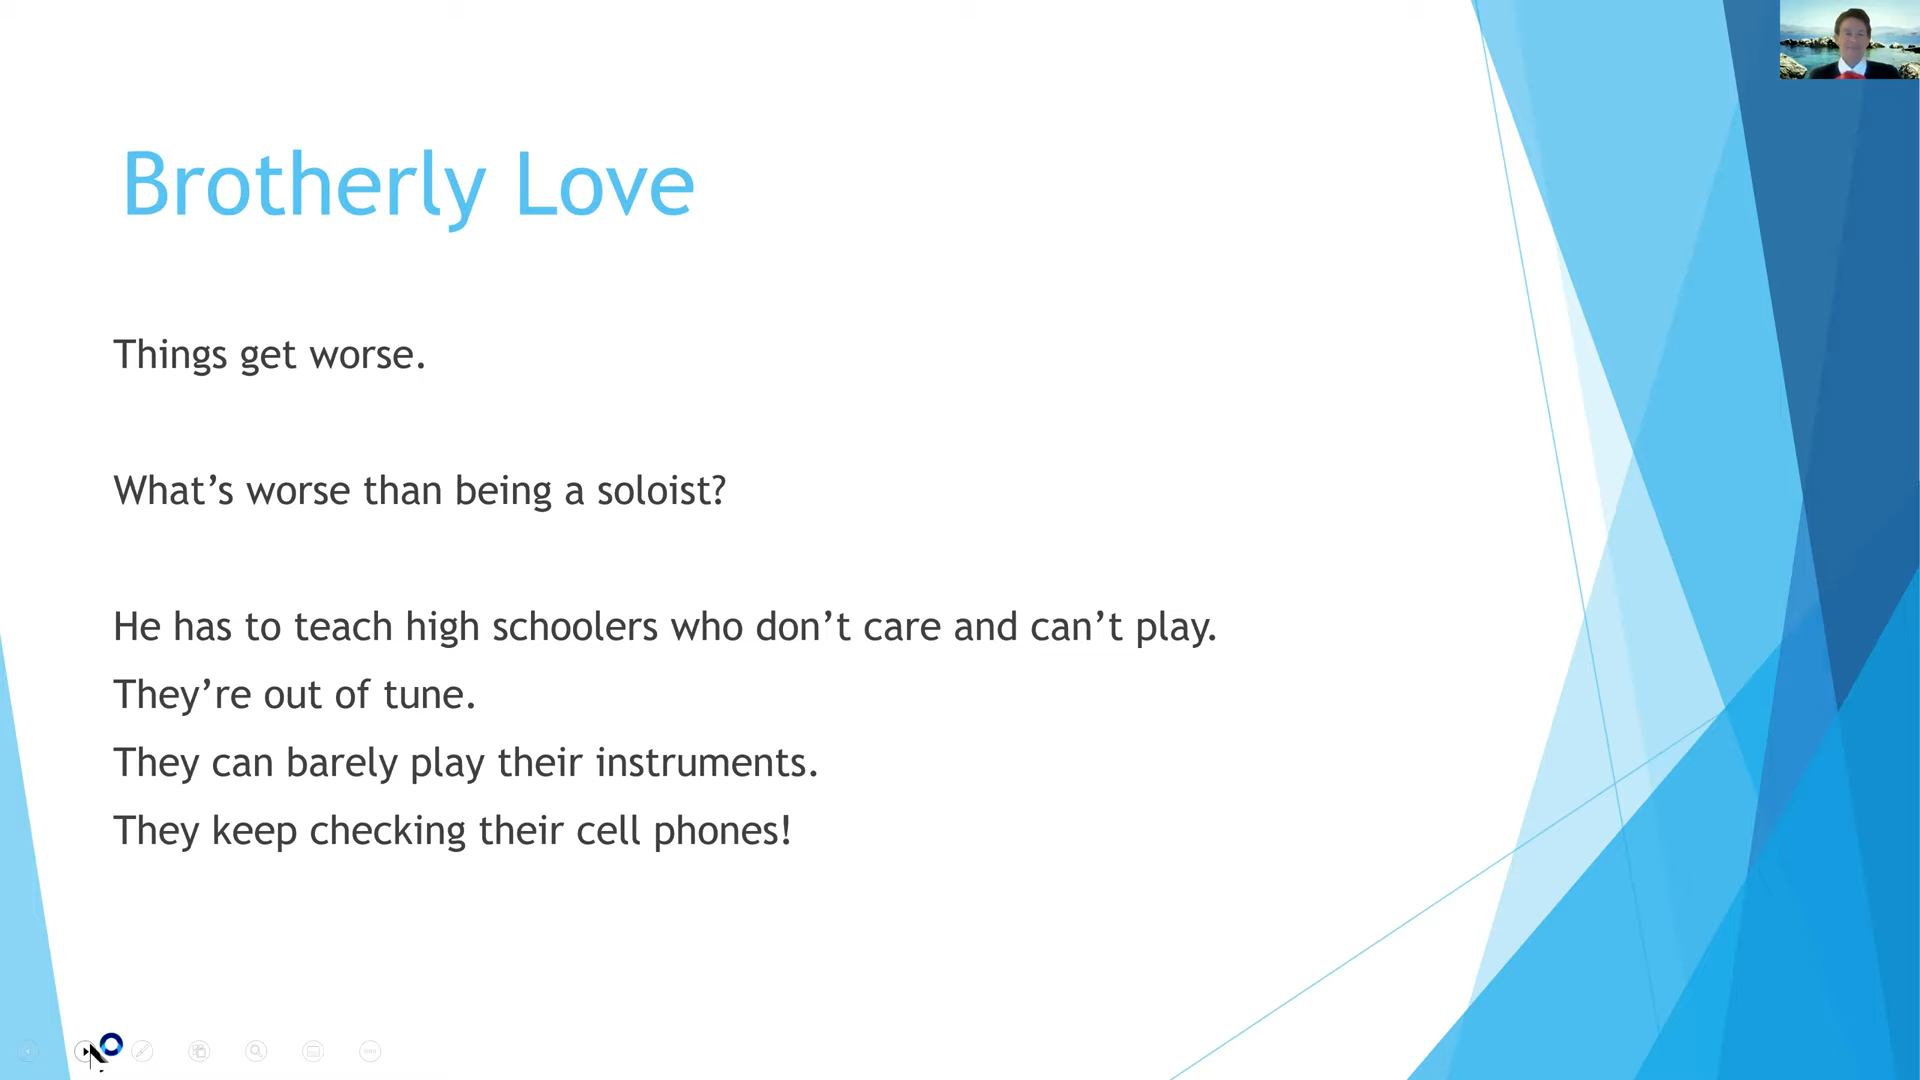 Brotherly Love
Things get worse.
What’s worse than being a soloist?
He has to teach high schoolers who don’t care and can’t play.
They’re out of tune.
They can barely play their instruments.
They keep checking their cell phones!